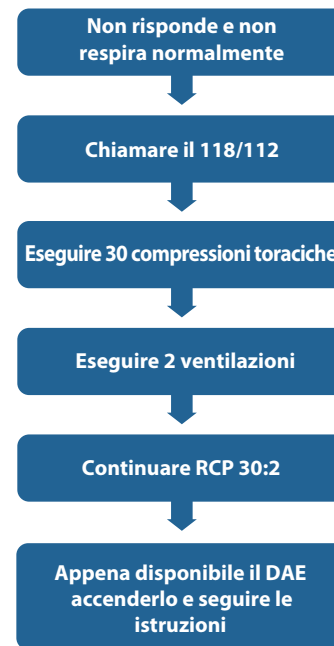 Non risponde e non
respira normalmente
Chiamare il 118/112
Eseguire 30 compressioni toraciche
Eseguire 2 ventilazioni
Continuare RCP 30:2
Appena disponibile il DAE
accenderlo e seguire le
istruzioni